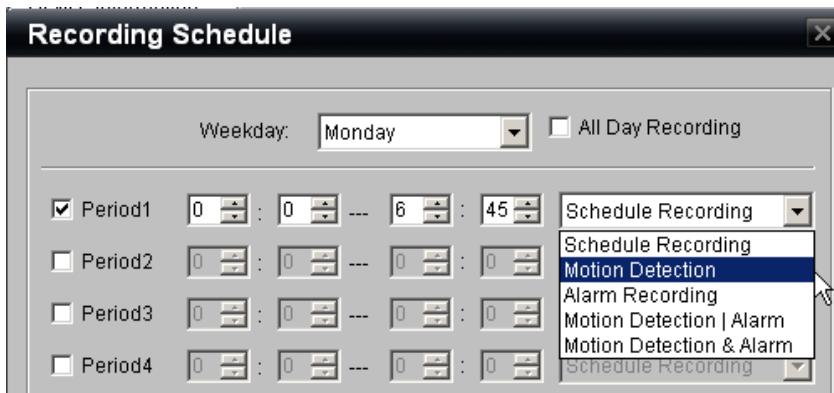 Recording Schedule
Weekday: Monday All Day Recording
Period1 0 : 0 --- 6 : 45 Schedule Recording
Schedule Recording
Period2 0 : 0 --- 0 : 0 Motion Detection
Alarm Recording
Period3 0 : 0 --- 0 : 0 Motion Detection | Alarm
Motion Detection & Alarm
Period4 0 : 0 --- 0 : 0 Schedule Recording